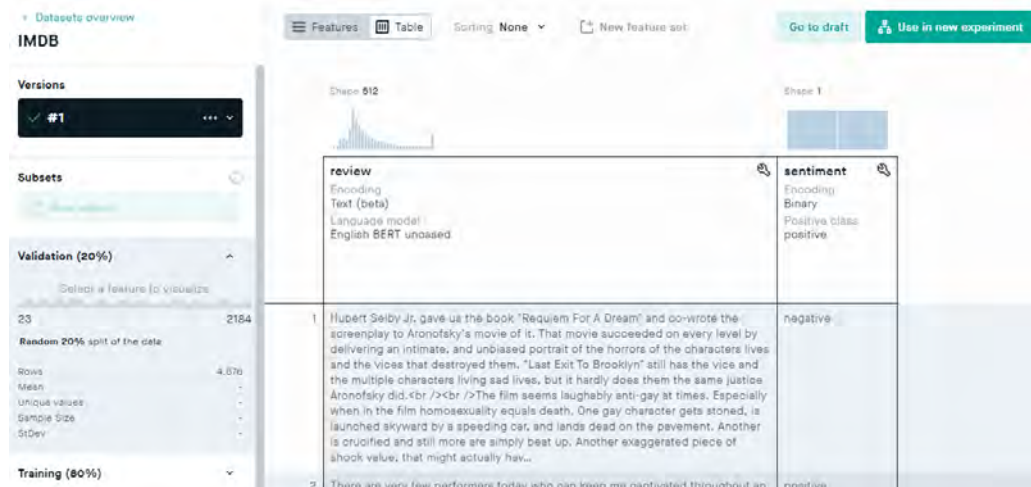 Datasets overview
IMDB
Features Table Sorting None New feature set Go to draft Use in new experiment
Versions
#1
Subsets
Validation (20%)
Select a feature to visualize
23 2184
Random 20% split of the data
Rows 4,876
Mean -
Unique values -
Sample Size -
StDev -
Training (80%)
Shape 512 Shape 1
review sentiment
Encoding Encoding
Text (beta) Binary
Language model Positive class
English BERT uncased positive
1 Hubert Selby Jr. gave us the book "Requiem For A Dream" and co-wrote the negative
screenplay to Aronofsky's movie of it. That movie succeeded on every level by
delivering an intimate, and unbiased portrait of the horrors of the characters lives
and the vices that destroyed them. "Last Exit To Brooklyn" still has the vice and
the multiple characters living sad lives, but it hardly does them the same justice
Aronofsky did.<br /><br />The film seems laughably anti-gay at times. Especially
when in the film homosexuality equals death. One gay character gets stoned, is
launched skyward by a speeding car, and lands dead on the pavement. Another
is crucified and still more are simply beat up. Another exaggerated piece of
shock value, that might actually hav...
2 There are very few performers today who can keep me captivated throughout an positive